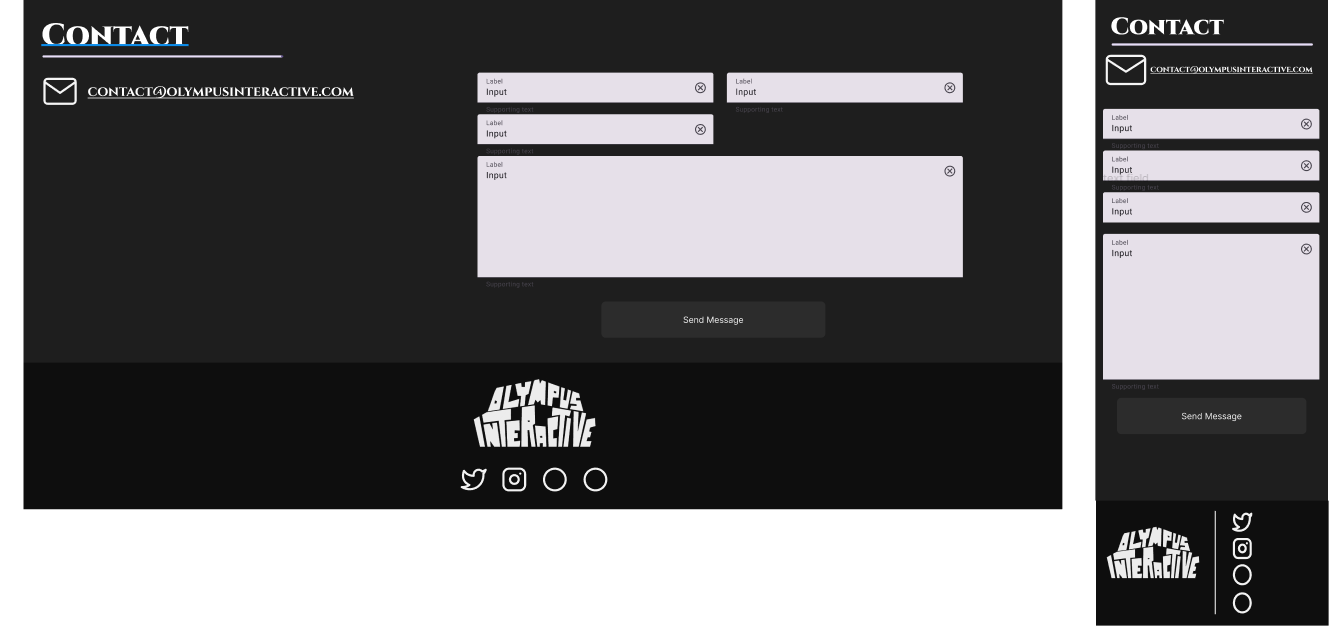 Contact
CONTACT@OLYMPUSINTERACTIVE.COM
Label
Input
Supporting text
Label
Input
Supporting text
Label
Input
Supporting text
Label
Input
Supporting text
Send Message
OLYMPUS
INTERACTIVE
Contact
CONTACT@OLYMPUSINTERACTIVE.COM
Label
Input
Supporting text
Label
Input
text field
Supporting text
Label
Input
Label
Input
Supporting text
Send Message
OLYMPUS
INTERACTIVE